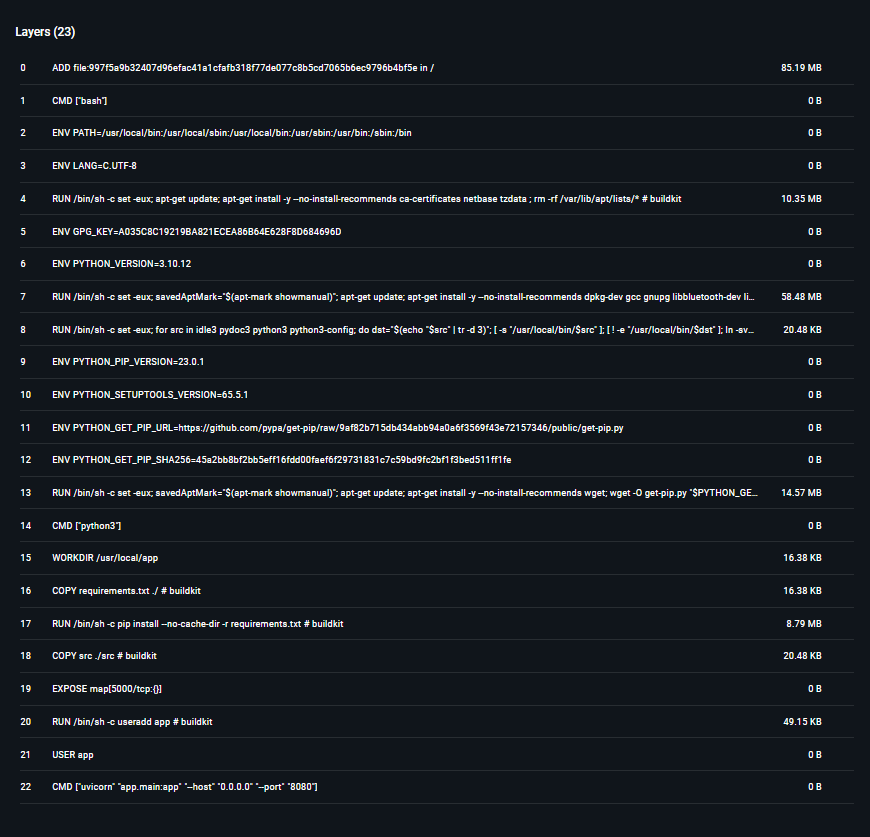 Layers (23)
0 ADD file:997f5a9b32407d96efac41a1cfafb318f77de077c8b5cd7065b6ec9796b4bf5e in / 85.19 MB
1 CMD ["bash"] 0 B
2 ENV PATH=/usr/local/bin:/usr/local/sbin:/usr/local/bin:/usr/sbin:/usr/bin:/sbin:/bin 0 B
3 ENV LANG=C.UTF-8 0 B
4 RUN /bin/sh -c set -eux; apt-get update; apt-get install -y --no-install-recommends ca-certificates netbase tzdata ; rm -rf /var/lib/apt/lists/* # buildkit 10.35 MB
5 ENV GPG_KEY=A035C8C19219BA821ECEA86B64E628F8D684696D 0 B
6 ENV PYTHON_VERSION=3.10.12 0 B
7 RUN /bin/sh -c set -eux; savedAptMark="$(apt-mark showmanual)"; apt-get update; apt-get install -y --no-install-recommends dpkg-dev gcc gnupg libbluetooth-dev li... 58.48 MB
8 RUN /bin/sh -c set -eux; for src in idle3 pydoc3 python3 python3-config; do dst="$(echo "$src" | tr -d 3)"; [ -s "/usr/local/bin/$src" ]; [ ! -e "/usr/local/bin/$dst" ]; ln -sv... 20.48 KB
9 ENV PYTHON_PIP_VERSION=23.0.1 0 B
10 ENV PYTHON_SETUPTOOLS_VERSION=65.5.1 0 B
11 ENV PYTHON_GET_PIP_URL=https://github.com/pypa/get-pip/raw/9af82b715db434abb94a0a6f3569f43e72157346/public/get-pip.py 0 B
12 ENV PYTHON_GET_PIP_SHA256=45a2bb8bf2bb5eff16fdd00faef6f29731831c7c59bd9fc2bf1f3bed511ff1fe 0 B
13 RUN /bin/sh -c set -eux; savedAptMark="$(apt-mark showmanual)"; apt-get update; apt-get install -y --no-install-recommends wget; wget -O get-pip.py "$PYTHON_GE... 14.57 MB
14 CMD ["python3"] 0 B
15 WORKDIR /usr/local/app 16.38 KB
16 COPY requirements.txt ./ # buildkit 16.38 KB
17 RUN /bin/sh -c pip install --no-cache-dir -r requirements.txt # buildkit 8.79 MB
18 COPY src ./src # buildkit 20.48 KB
19 EXPOSE map[5000/tcp:{}] 0 B
20 RUN /bin/sh -c useradd app # buildkit 49.15 KB
21 USER app 0 B
22 CMD ["uvicorn" "app.main:app" "--host" "0.0.0.0" "--port" "8080"] 0 B